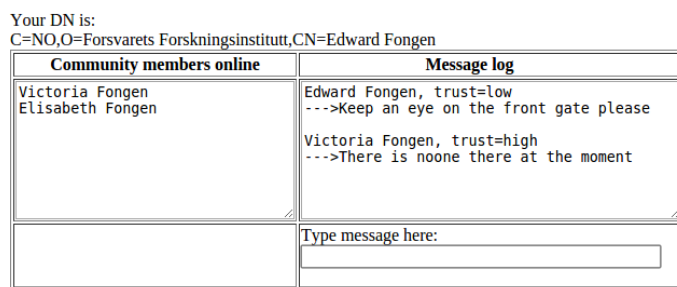 Your DN is:
C=NO,O=Forsvarets Forskningsinstitutt,CN=Edward Fongen
Community members online
Message log
Victoria Fongen
Elisabeth Fongen
Edward Fongen, trust=low
--->Keep an eye on the front gate please
Victoria Fongen, trust=high
--->There is noone there at the moment
Type message here: